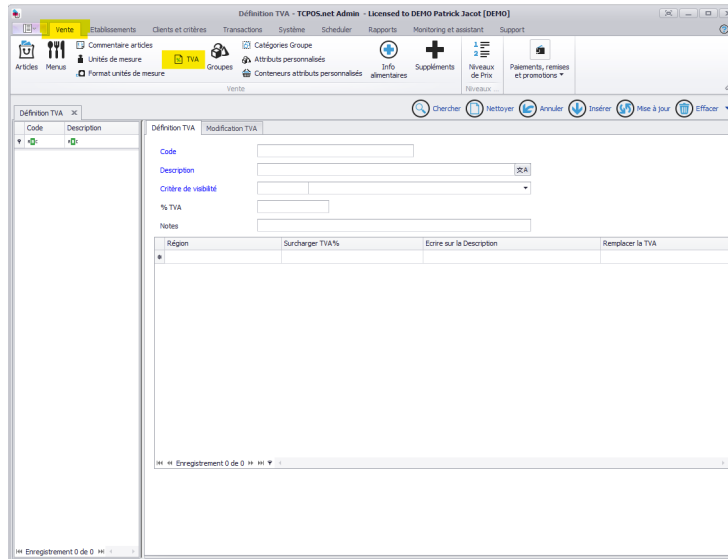 Définition TVA - TCPOS.net Admin - Licensed to DEMO Patrick Jacot [DEMO]
Vente Etablissements Clients et critères Transactions Système Scheduler Rapports Monitoring et assistant Support
Articles Menus
Commentaire articles
Unités de mesure
Format unités de mesure
TVA
Groupes
Catégories Groupe
Attributs personnalisés
Conteneurs attributs personnalisés
Info alimentaires
Suppléments
Niveaux de Prix
Paiements, remises et promotions
Vente Niveaux ...
Définition TVA
Chercher Nettoyer Annuler Insérer Mise à jour Effacer
Code Description
Définition TVA Modification TVA
Code
Description
Critère de visibilité
% TVA
Notes
Région Surcharger TVA% Ecrire sur la Description Remplacer la TVA
Enregistrement 0 de 0
Enregistrement 0 de 0